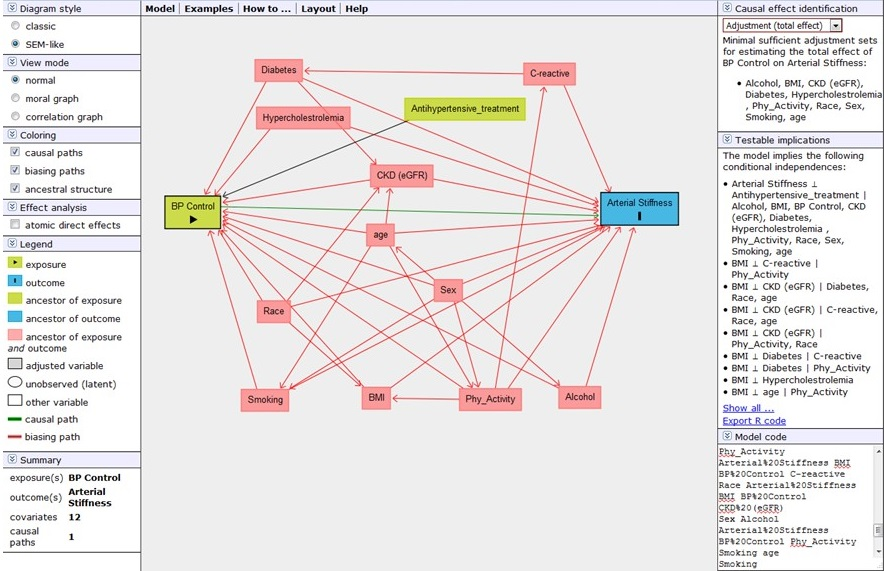 Diagram style
classic
SEM-like
View mode
normal
moral graph
correlation graph
Coloring
causal paths
biasing paths
ancestral structure
Effect analysis
atomic direct effects
Legend
exposure
outcome
ancestor of exposure
ancestor of outcome
ancestor of exposure
and outcome
adjusted variable
unobserved (latent)
other variable
causal path
biasing path
Summary
exposure(s) BP Control
outcome(s) Arterial
Stiffness
covariates 12
causal
paths 1
Model | Examples | How to ... | Layout | Help
Diabetes
C-reactive
Antihypertensive_treatment
Hypercholestrolemia
CKD (eGFR)
BP Control
Arterial Stiffness
I
age
Sex
Race
Smoking
BMI
Phy_Activity
Alcohol
Causal effect identification
Adjustment (total effect)
Minimal sufficient adjustment sets
for estimating the total effect of
BP Control on Arterial Stiffness:
• Alcohol, BMI, CKD (eGFR),
Diabetes, Hypercholestrolemia
, Phy_Activity, Race, Sex,
Smoking, age
Testable implications
The model implies the following
conditional independences:
• Arterial Stiffness ⊥
Antihypertensive_treatment |
Alcohol, BMI, BP Control, CKD
(eGFR), Diabetes,
Hypercholestrolemia ,
Phy_Activity, Race, Sex,
Smoking, age
• BMI ⊥ C-reactive |
Phy_Activity
• BMI ⊥ CKD (eGFR) | Diabetes,
Race, age
• BMI ⊥ CKD (eGFR) | C-reactive,
Race, age
• BMI ⊥ CKD (eGFR) |
Phy_Activity, Race
• BMI ⊥ Diabetes | C-reactive
• BMI ⊥ Diabetes | Phy_Activity
• BMI ⊥ Hypercholestrolemia
• BMI ⊥ age | Phy_Activity
Show all ...
Export R code
Model code
Phy_Activity
Arterial%20Stiffness BMI
BP%20Control C-reactive
Race Arterial%20Stiffness
BMI BP%20Control
CKD%20(eGFR)
Sex Alcohol
Arterial%20Stiffness
BP%20Control Phy_Activity
Smoking age
Smoking